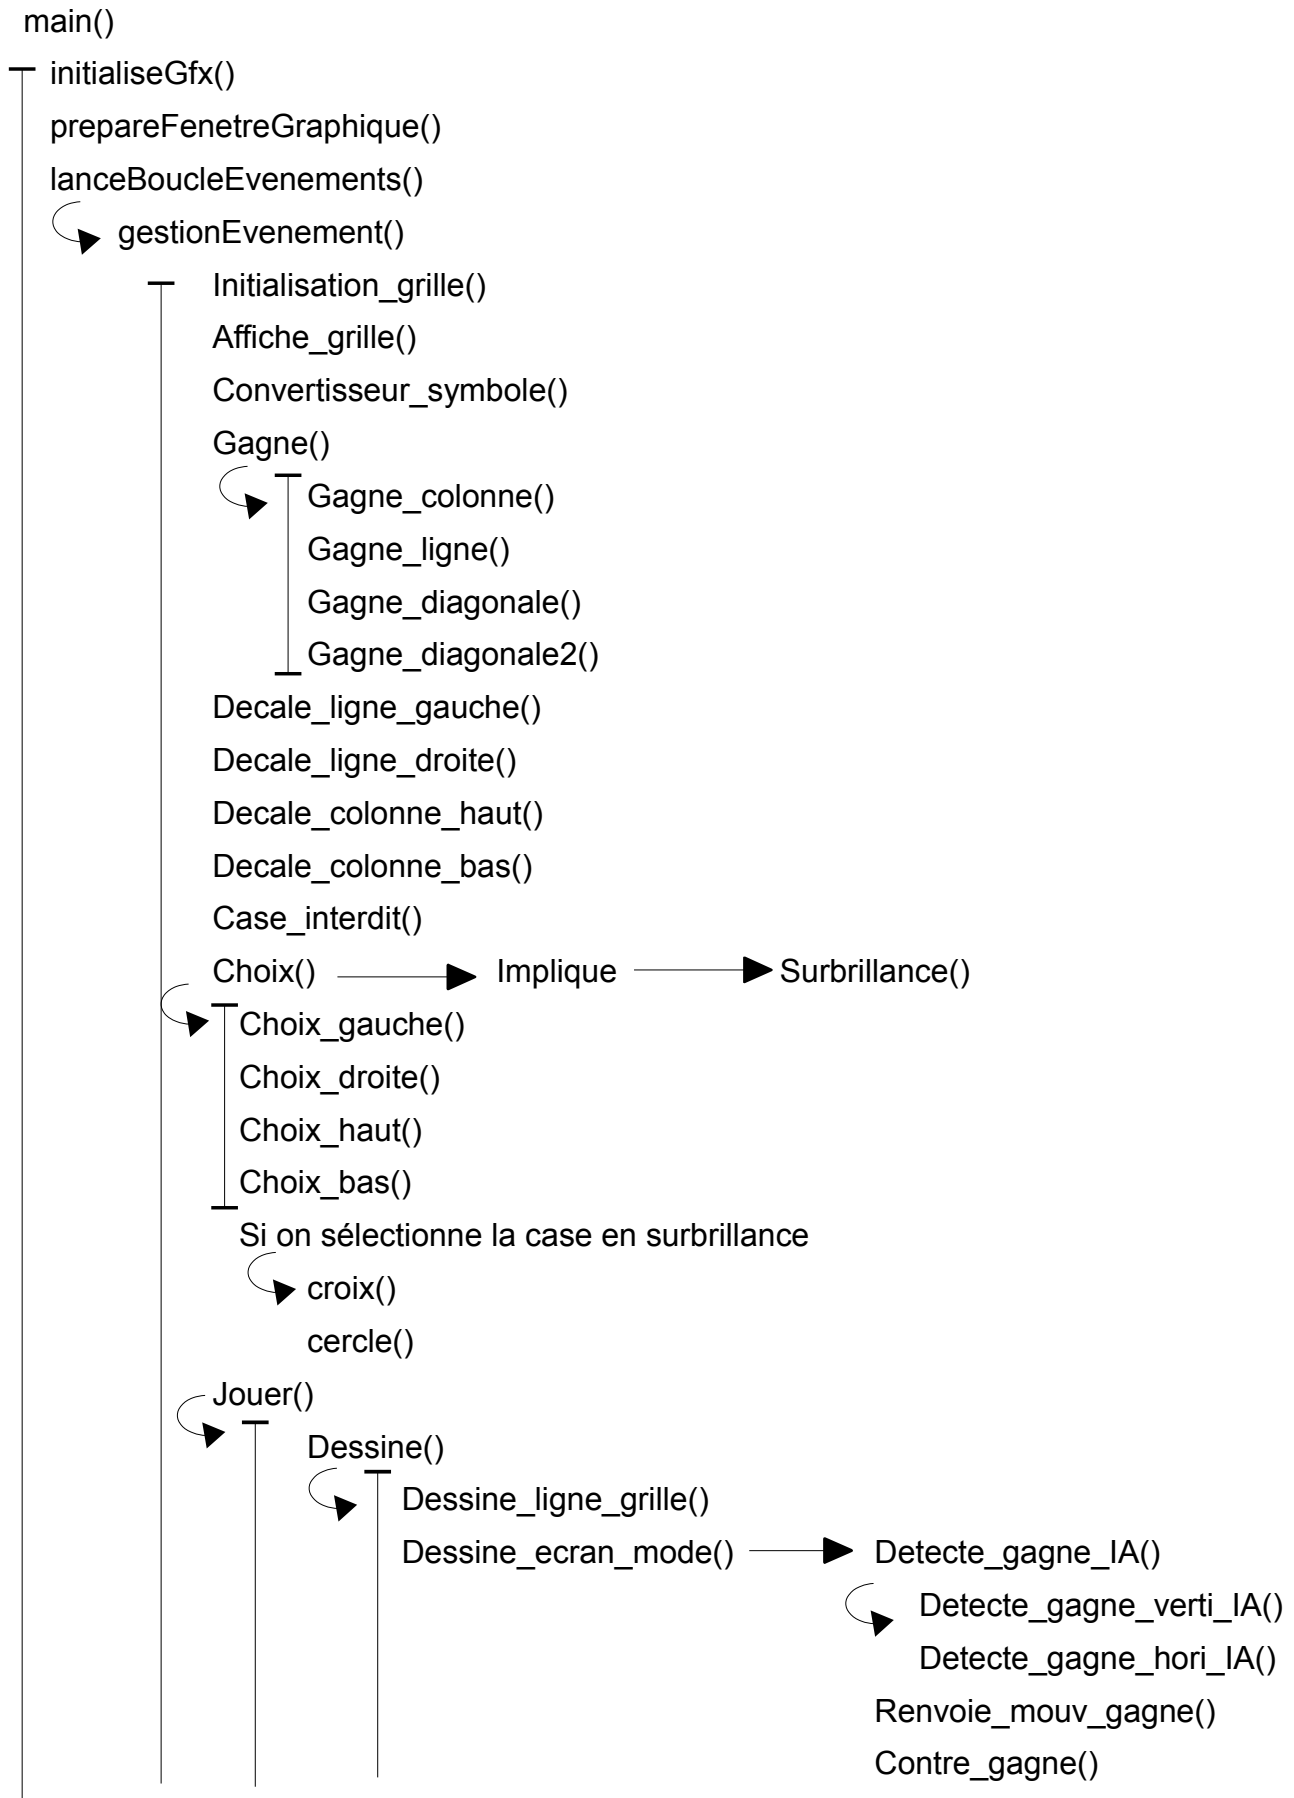 main()
initialiseGfx()
prepareFenetreGraphique()
lanceBoucleEvenements()
gestionEvenement()
Initialisation_grille()
Affiche_grille()
Convertisseur_symbole()
Gagne()
Gagne_colonne()
Gagne_ligne()
Gagne_diagonale()
Gagne_diagonale2()
Decale_ligne_gauche()
Decale_ligne_droite()
Decale_colonne_haut()
Decale_colonne_bas()
Case_interdit()
Choix() Implique Surbrillance()
Choix_gauche()
Choix_droite()
Choix_haut()
Choix_bas()
Si on sélectionne la case en surbrillance
croix()
cercle()
Jouer()
Dessine()
Dessine_ligne_grille()
Dessine_ecran_mode() Detecte_gagne_IA()
Detecte_gagne_verti_IA()
Detecte_gagne_hori_IA()
Renvoie_mouv_gagne()
Contre_gagne()